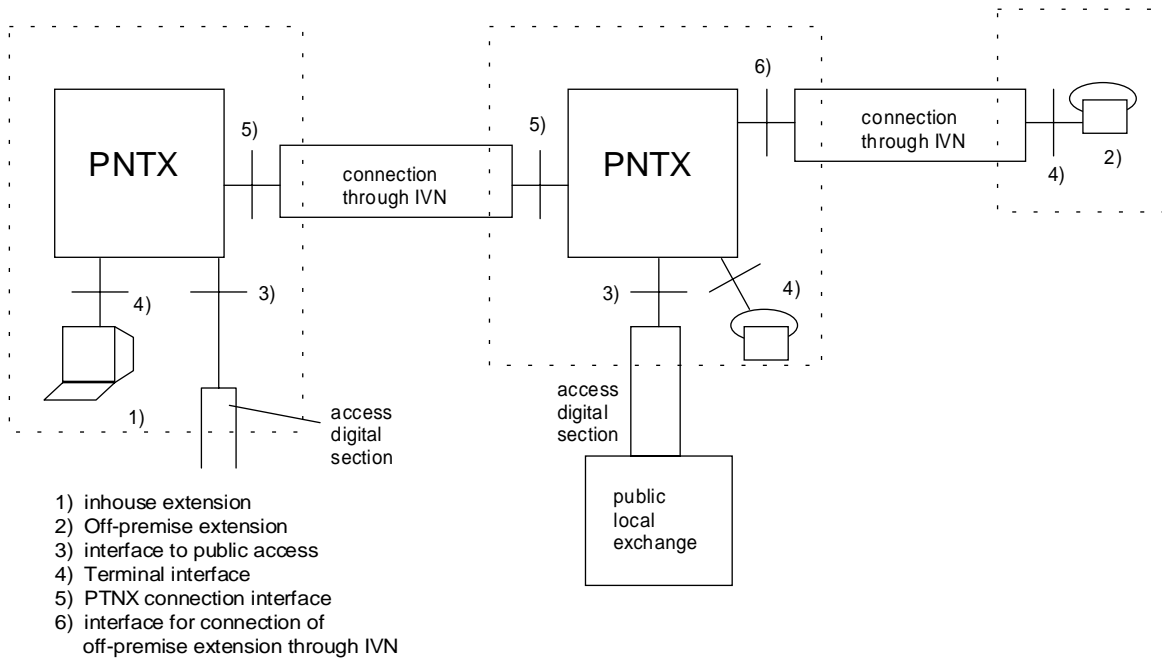 6)
5)
5)
PNTX
PNTX
connection
through IVN
connection
through IVN
2)
4)
4)
3)
3)
4)
1)
access
digital
section
access
digital
section
public
local
exchange
1) inhouse extension
2) Off-premise extension
3) interface to public access
4) Terminal interface
5) PTNX connection interface
6) interface for connection of
off-premise extension through IVN